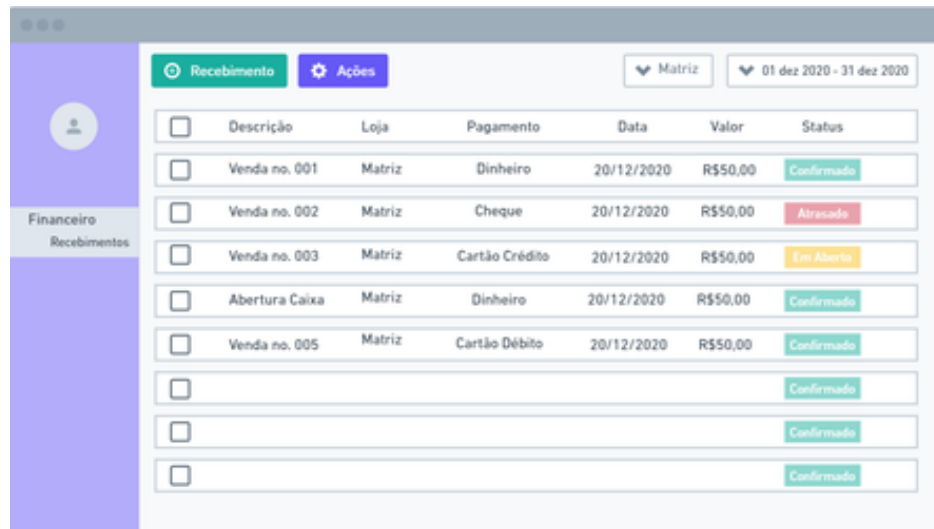 Recebimento Ações Matriz 01 dez 2020 - 31 dez 2020
Descrição Loja Pagamento Data Valor Status
Venda no. 001 Matriz Dinheiro 20/12/2020 R$50,00 Confirmado
Venda no. 002 Matriz Cheque 20/12/2020 R$50,00 Atrasado
Financeiro
Recebimentos
Venda no. 003 Matriz Cartão Crédito 20/12/2020 R$50,00 Em Aberto
Abertura Caixa Matriz Dinheiro 20/12/2020 R$50,00 Confirmado
Venda no. 005 Matriz Cartão Débito 20/12/2020 R$50,00 Confirmado
Confirmado
Confirmado
Confirmado